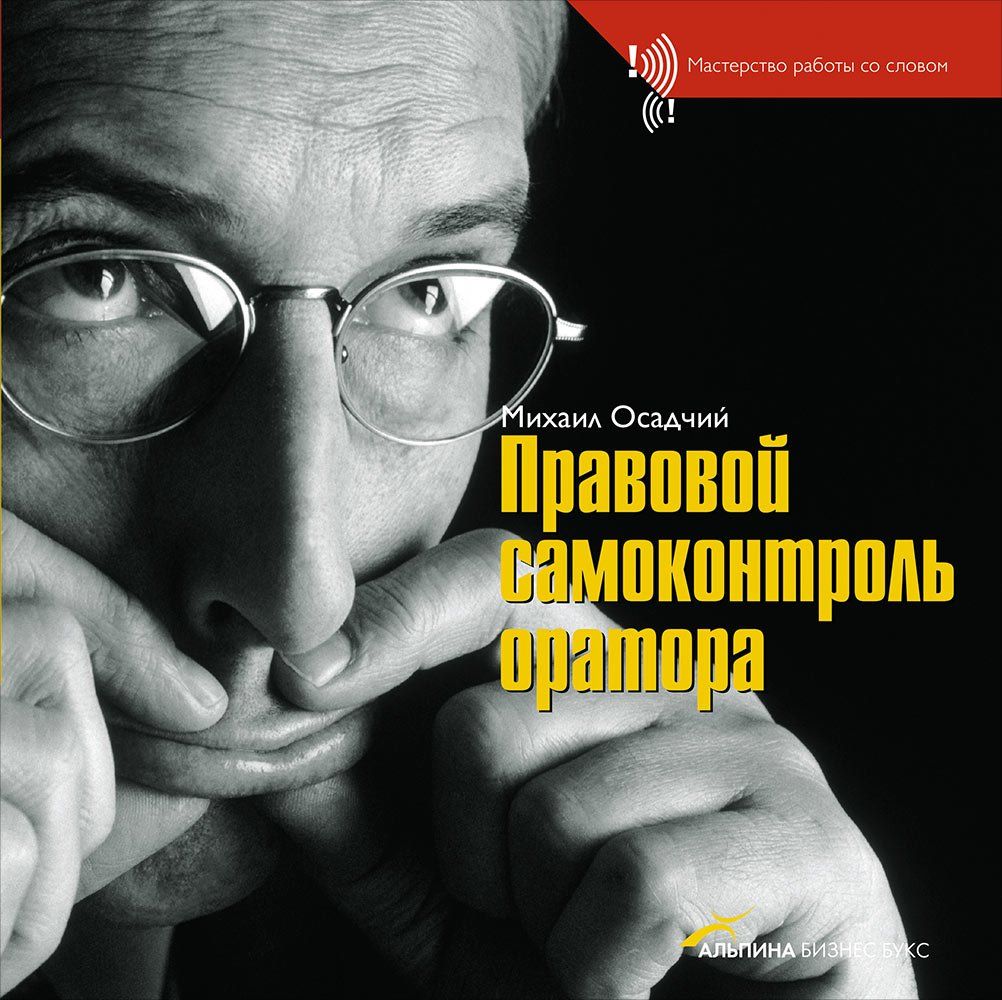 Мастерство работы со словом
Михаил Осадчий
Правовой
самоконтроль
оратора
АЛЬПИНА БИЗНЕС БУКС